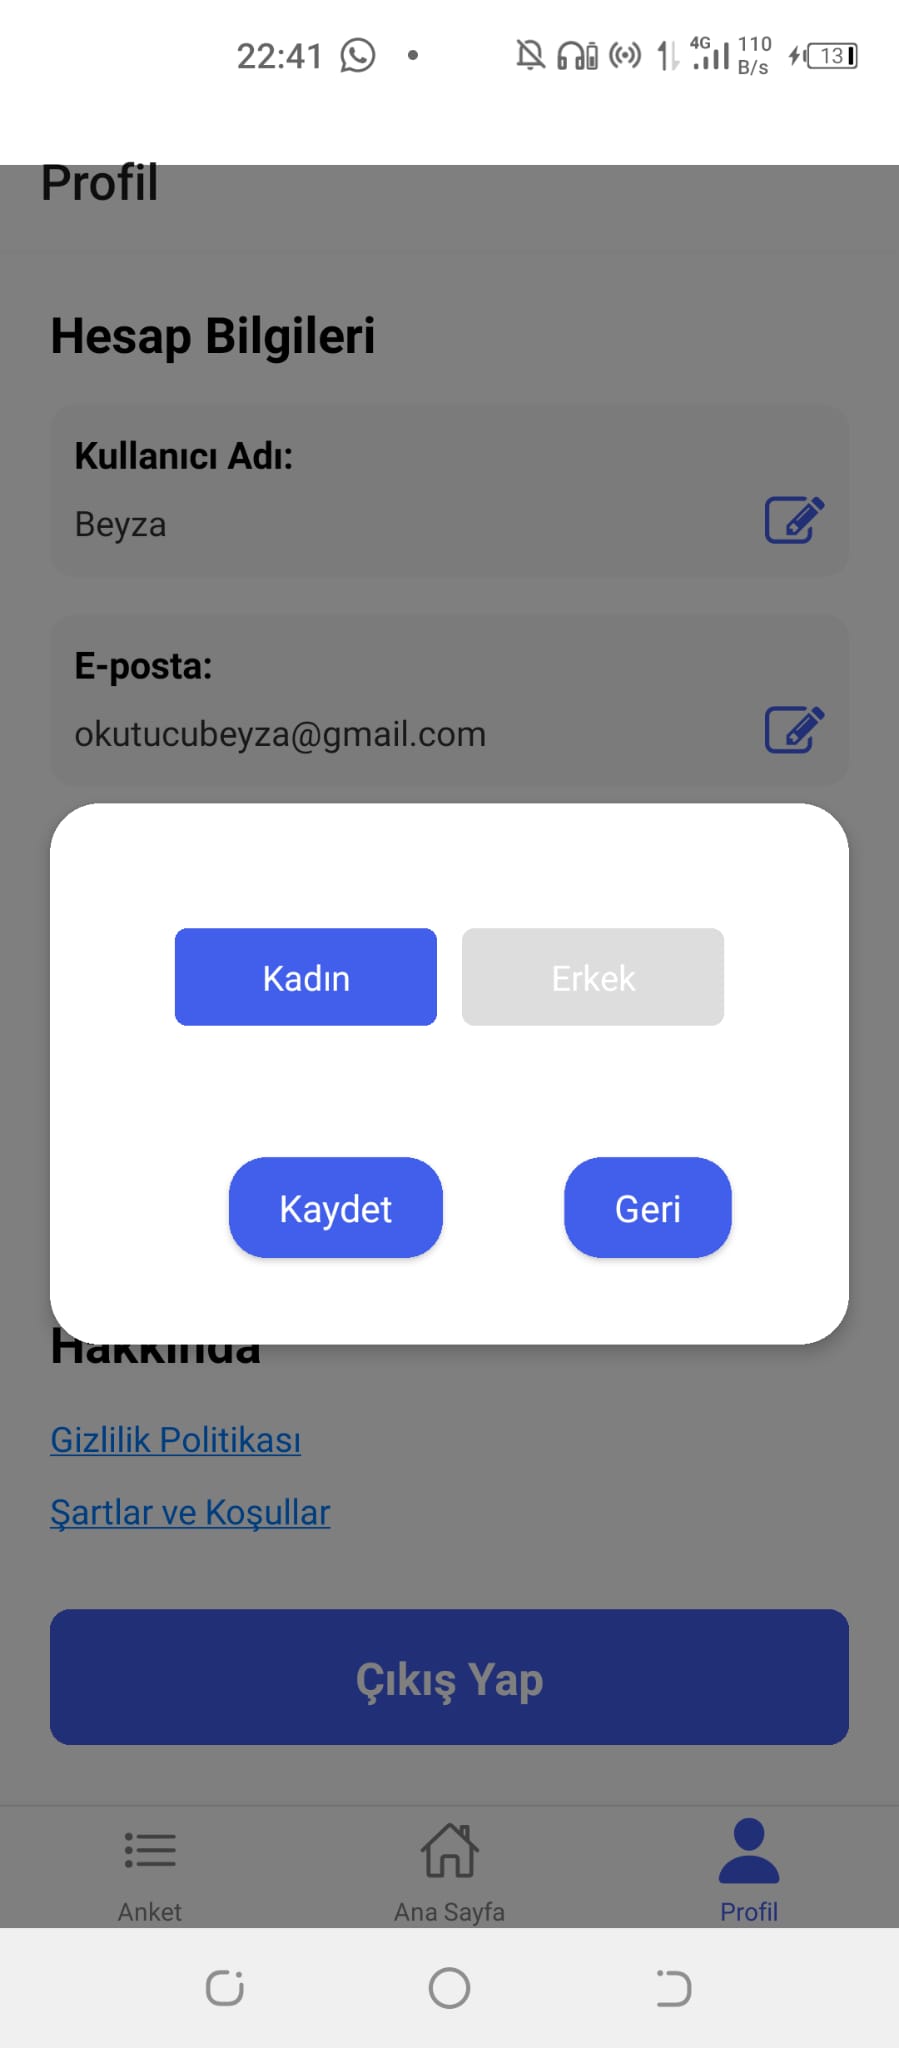 22:41
4G
110
B/s
13
Profil
Hesap Bilgileri
Kullanıcı Adı:
Beyza
E-posta:
okutucubeyza@gmail.com
Kadın
Erkek
Kaydet
Geri
Hakkında
Gizlilik Politikası
Şartlar ve Koşullar
Çıkış Yap
Anket
Ana Sayfa
Profil